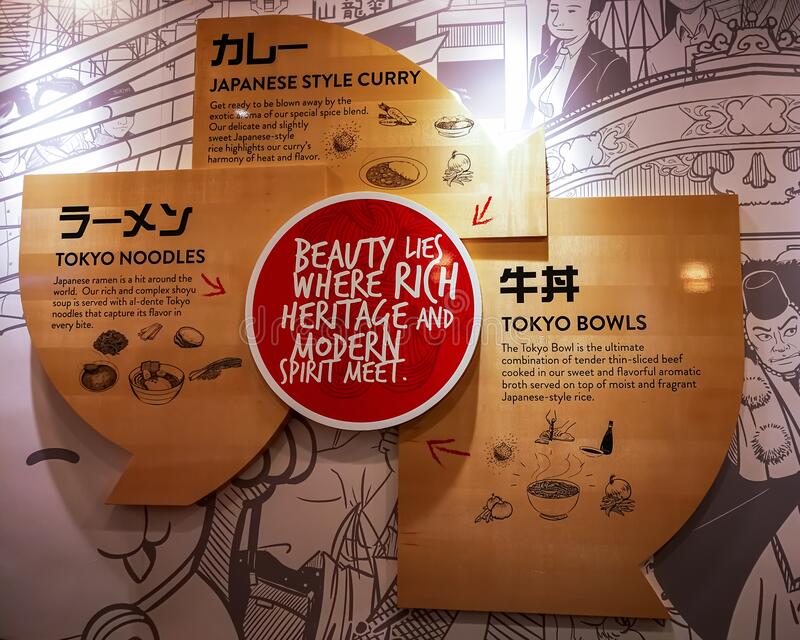 カレー
JAPANESE STYLE CURRY
Get ready to be blown away by the
exotic aroma of our special spice blend.
Our delicate and slightly
sweet Japanese-style
rice highlights our curry's
harmony of heat and flavor.
ラーメン
TOKYO NOODLES
Japanese ramen is a hit around the
world. Our rich and complex shoyu
soup is served with al-dente Tokyo
noodles that capture its flavor in
every bite.
BEAUTY LIES
WHERE RICH
HERITAGE AND
MODERN
SPIRIT MEET.
牛丼
TOKYO BOWLS
The Tokyo Bowl is the ultimate
combination of tender thin-sliced beef
cooked in our sweet and flavorful aromatic
broth served on top of moist and fragrant
Japanese-style rice.
dreamstime